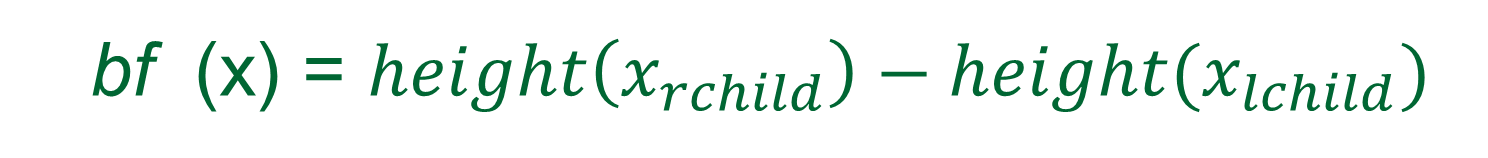 bf (x) = height(x_rchild) − height(x_lchild)